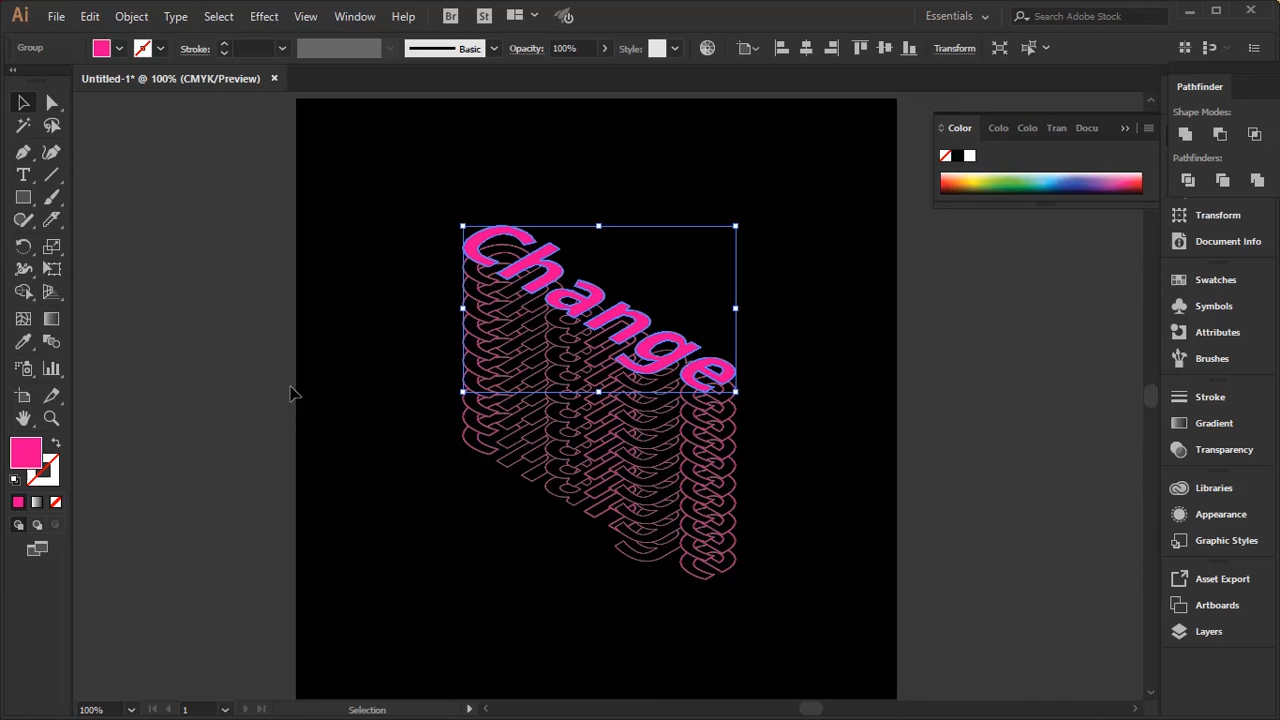 Ai File Edit Object Type Select Effect View Window Help Br St Essentials Search Adobe Stock
Group Stroke: Basic Opacity: 100% Style: Transform
Untitled-1* @ 100% (CMYK/Preview)
Pathfinder
Shape Modes:
Color Colo Colo Tran Docu
Pathfinders:
Transform
Document Info
Change
Swatches
Symbols
Attributes
Brushes
Stroke
Gradient
Transparency
Libraries
Appearance
Graphic Styles
Asset Export
Artboards
Layers
100% 1 Selection